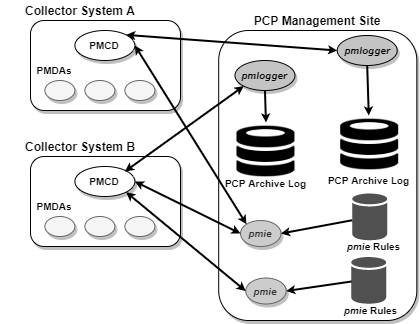 Collector System A
PMCD
PMDAs
Collector System B
PMCD
PMDAs
PCP Management Site
pmlogger
pmlogger
PCP Archive Log
PCP Archive Log
pmie
pmie Rules
pmie
pmie Rules